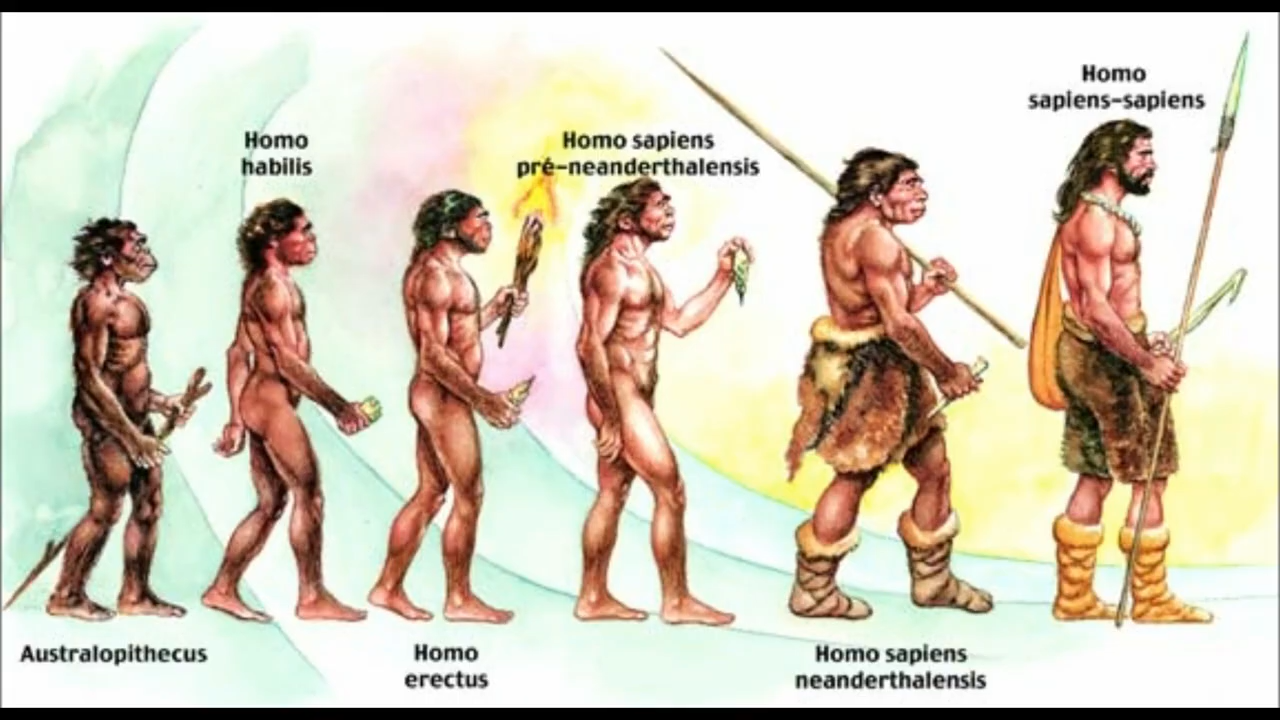 Homo
habilis
Homo sapiens
pré-neanderthalensis
Homo
sapiens-sapiens
Australopithecus
Homo
erectus
Homo sapiens
neanderthalensis